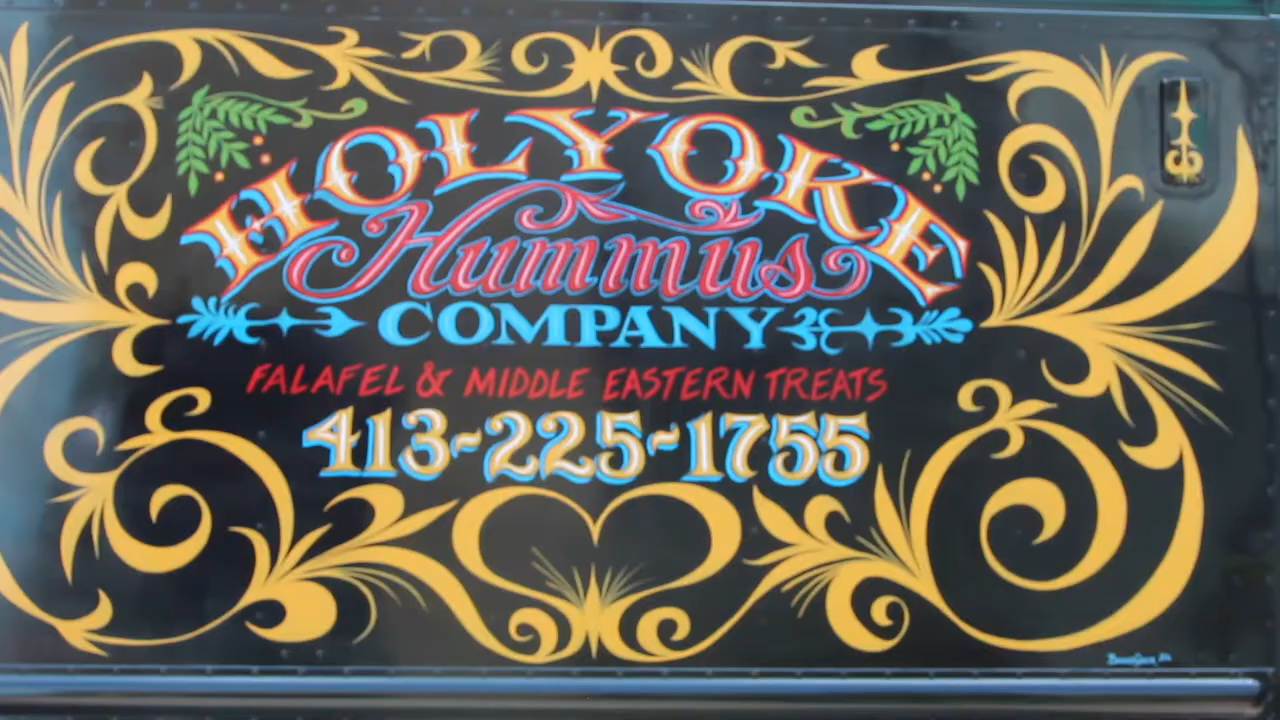 HOLYOKE
Hummus
COMPANY
FALAFEL & MIDDLE EASTERN TREATS
413-225-1755